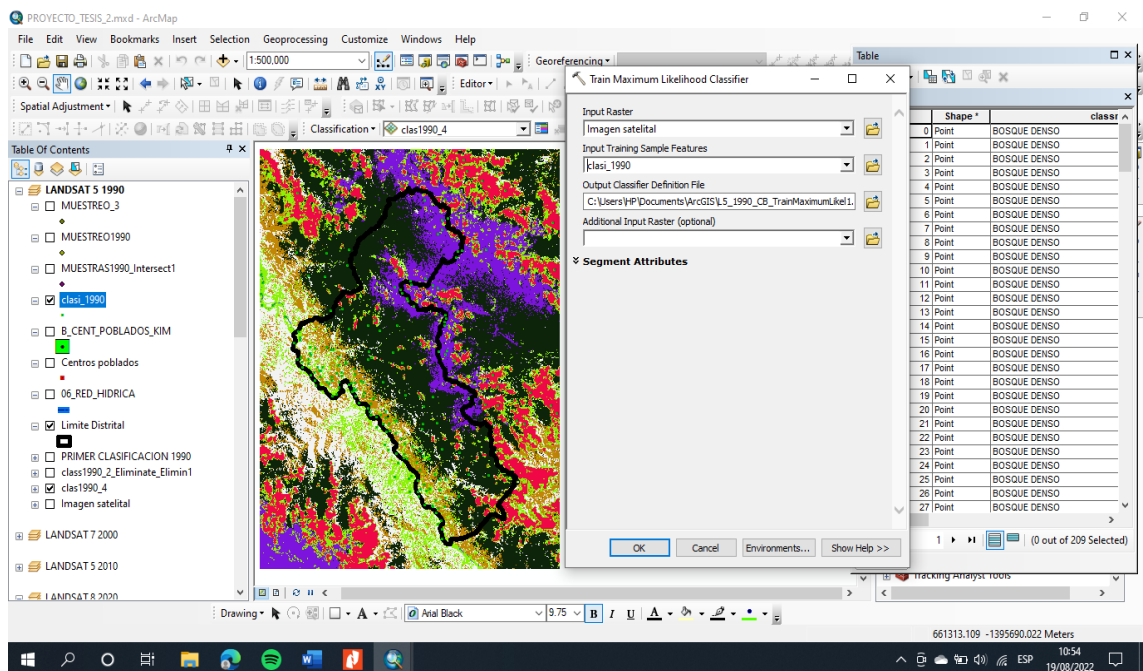 PROYECTO_TESIS_2.mxd - ArcMap
File Edit View Bookmarks Insert Selection Geoprocessing Customize Windows Help
1:500,000
Georeferencing
Editor
Spatial Adjustment
Classification
clas1990_4
Table Of Contents
LANDSAT 5 1990
MUESTREO_3
MUESTREO1990
MUESTRAS1990_Intersect1
clasi_1990
B_CENT_POBLADOS_KIM
Centros poblados
06_RED_HIDRICA
Limite Distrital
PRIMER CLASIFICACION 1990
class1990_2_Eliminate_Elimin1
clas1990_4
Imagen satelital
LANDSAT 7 2000
LANDSAT 5 2010
LANDSAT 8 2020
Train Maximum Likelihood Classifier
Input Raster
Imagen satelital
Input Training Sample Features
clasi_1990
Output Classifier Definition File
C:\Users\HP\Documents\ArcGIS\L5_1990_CB_TrainMaximumLikel1.
Additional Input Raster (optional)
Segment Attributes
OK Cancel Environments... Show Help >>
Table
Shape * class
0 Point BOSQUE DENSO
1 Point BOSQUE DENSO
2 Point BOSQUE DENSO
3 Point BOSQUE DENSO
4 Point BOSQUE DENSO
5 Point BOSQUE DENSO
6 Point BOSQUE DENSO
7 Point BOSQUE DENSO
8 Point BOSQUE DENSO
9 Point BOSQUE DENSO
10 Point BOSQUE DENSO
11 Point BOSQUE DENSO
12 Point BOSQUE DENSO
13 Point BOSQUE DENSO
14 Point BOSQUE DENSO
15 Point BOSQUE DENSO
16 Point BOSQUE DENSO
17 Point BOSQUE DENSO
18 Point BOSQUE DENSO
19 Point BOSQUE DENSO
20 Point BOSQUE DENSO
21 Point BOSQUE DENSO
22 Point BOSQUE DENSO
23 Point BOSQUE DENSO
24 Point BOSQUE DENSO
25 Point BOSQUE DENSO
26 Point BOSQUE DENSO
27 Point BOSQUE DENSO
1 (0 out of 209 Selected)
Tracking Analyst Tools
Drawing A Arial Black 9.75 B I U A
661313.109 -1395690.022 Meters
ESP
10:54
19/08/2022